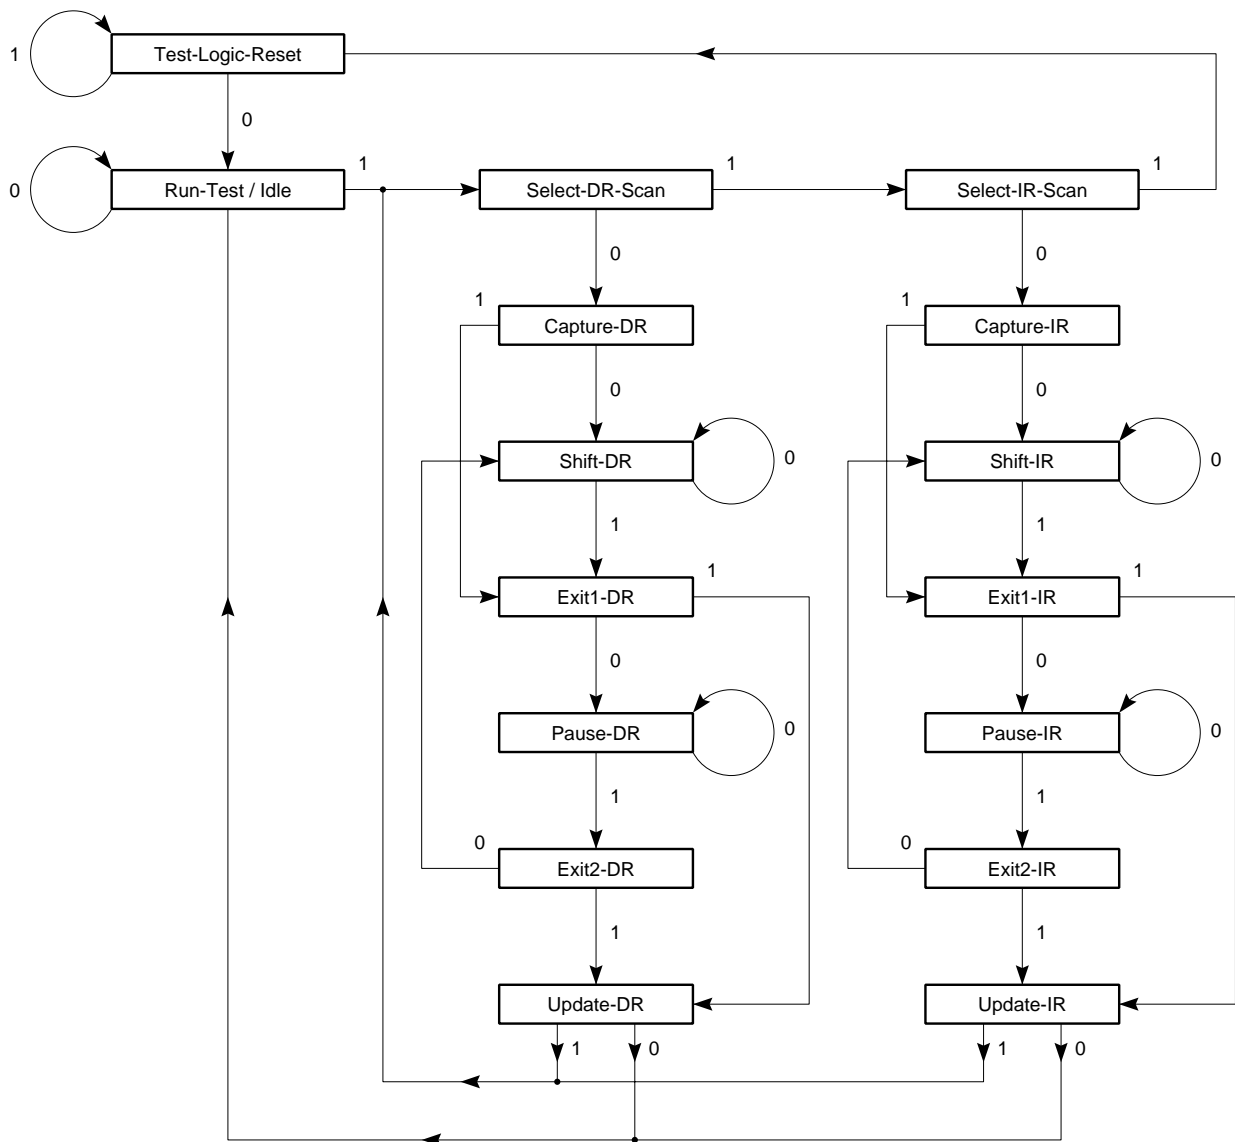 1
Test-Logic-Reset
0
0
Run-Test / Idle
1
Select-DR-Scan
1
Select-IR-Scan
1
0
0
1
Capture-DR
1
Capture-IR
0
0
Shift-DR
0
Shift-IR
0
1
1
Exit1-DR
1
Exit1-IR
1
0
0
Pause-DR
0
Pause-IR
0
1
1
0
Exit2-DR
0
Exit2-IR
1
1
Update-DR
Update-IR
1
0
1
0